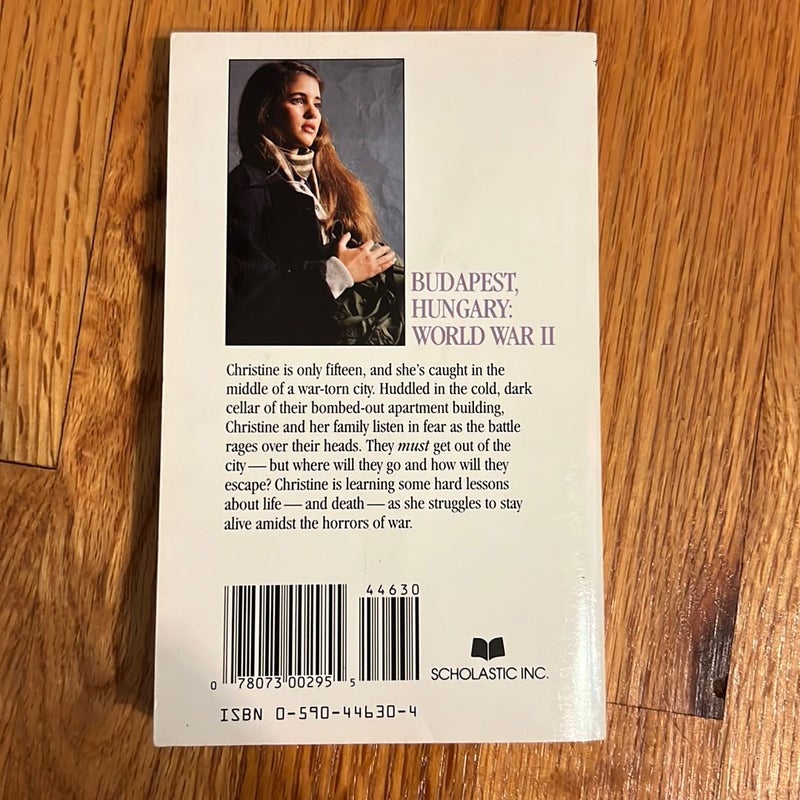 BUDAPEST,
HUNGARY:
WORLD WAR II
Christine is only fifteen, and she's caught in the
middle of a war-torn city. Huddled in the cold, dark
cellar of their bombed-out apartment building,
Christine and her family listen in fear as the battle
rages over their heads. They must get out of the
city — but where will they go and how will they
escape? Christine is learning some hard lessons
about life — and death — as she struggles to stay
alive amidst the horrors of war.
44630
0 78073 00295 5
SCHOLASTIC INC.
ISBN 0-590-44630-4